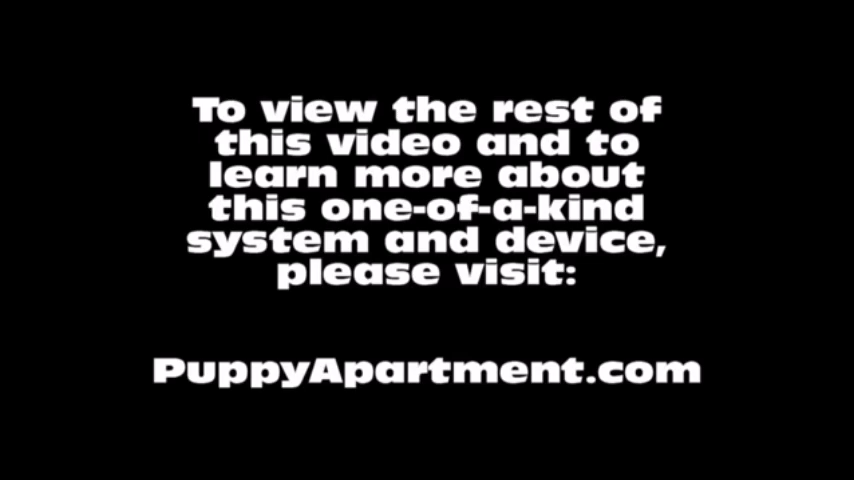 To view the rest of
this video and to
learn more about
this one-of-a-kind
system and device,
please visit:
PuppyApartment.com